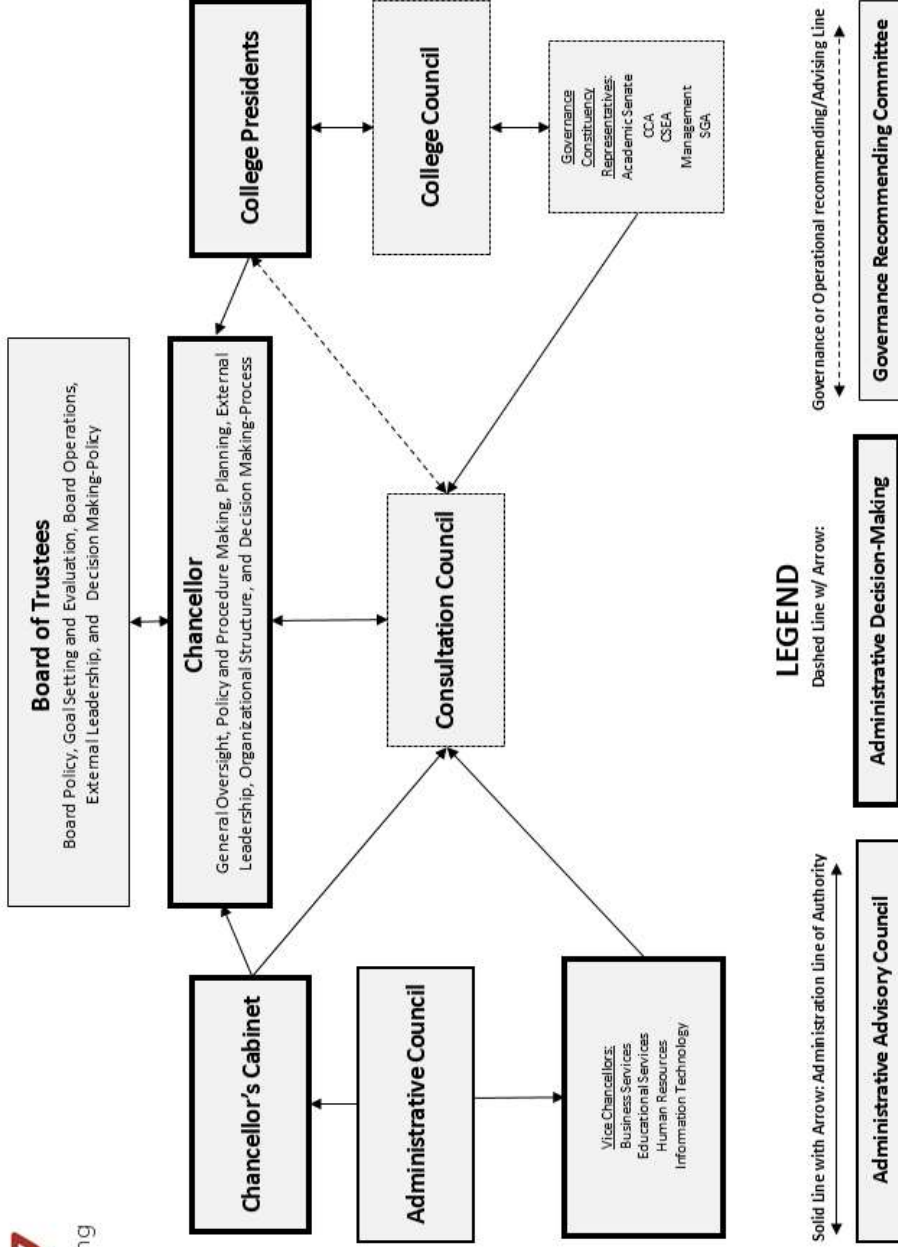 ng
Board of Trustees
Board Policy, Goal Setting and Evaluation, Board Operations,
External Leadership, and Decision Making-Policy
Chancellor
General Oversight, Policy and Procedure Making, Planning, External
Leadership, Organizational Structure, and Decision Making-Process
Chancellor's Cabinet
College Presidents
Administrative Council
Consultation Council
College Council
Vice Chancellors:
Business Services
Educational Services
Human Resources
Information Technology
Governance
Constituency
Representatives:
Academic Senate
CCA
CSEA
Management
SGA
LEGEND
Solid Line with Arrow: Administration Line of Authority
Dashed Line w/ Arrow:
Governance or Operational recommending/Advising Line
Administrative Advisory Council
Administrative Decision-Making
Governance Recommending Committee